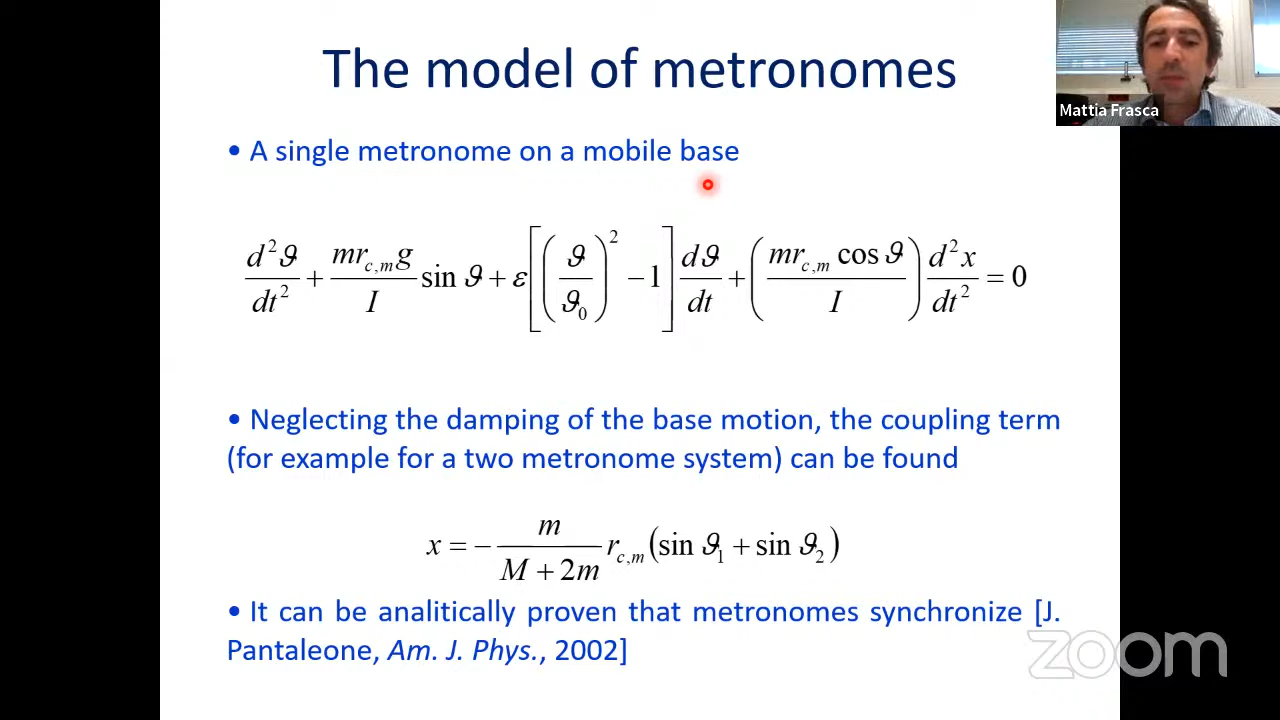 The model of metronomes
Mattia Frasca
• A single metronome on a mobile base
d²ϑ/dt² + (mr_{c,m}g/I) sin ϑ + ε[(ϑ/ϑ₀)² − 1] dϑ/dt + (mr_{c,m} cos ϑ/I) d²x/dt² = 0
• Neglecting the damping of the base motion, the coupling term
(for example for a two metronome system) can be found
x = − m/(M + 2m) r_{c,m} (sin ϑ₁ + sin ϑ₂)
• It can be analitically proven that metronomes synchronize [J.
Pantaleone, Am. J. Phys., 2002]
zoom